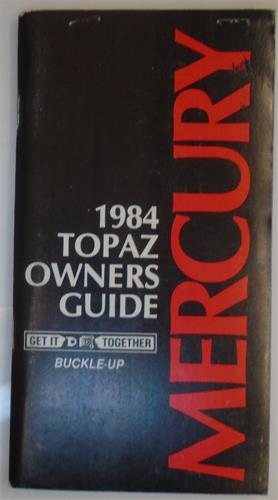 1984
TOPAZ
OWNERS
GUIDE
GET IT TOGETHER
BUCKLE-UP
MERCURY